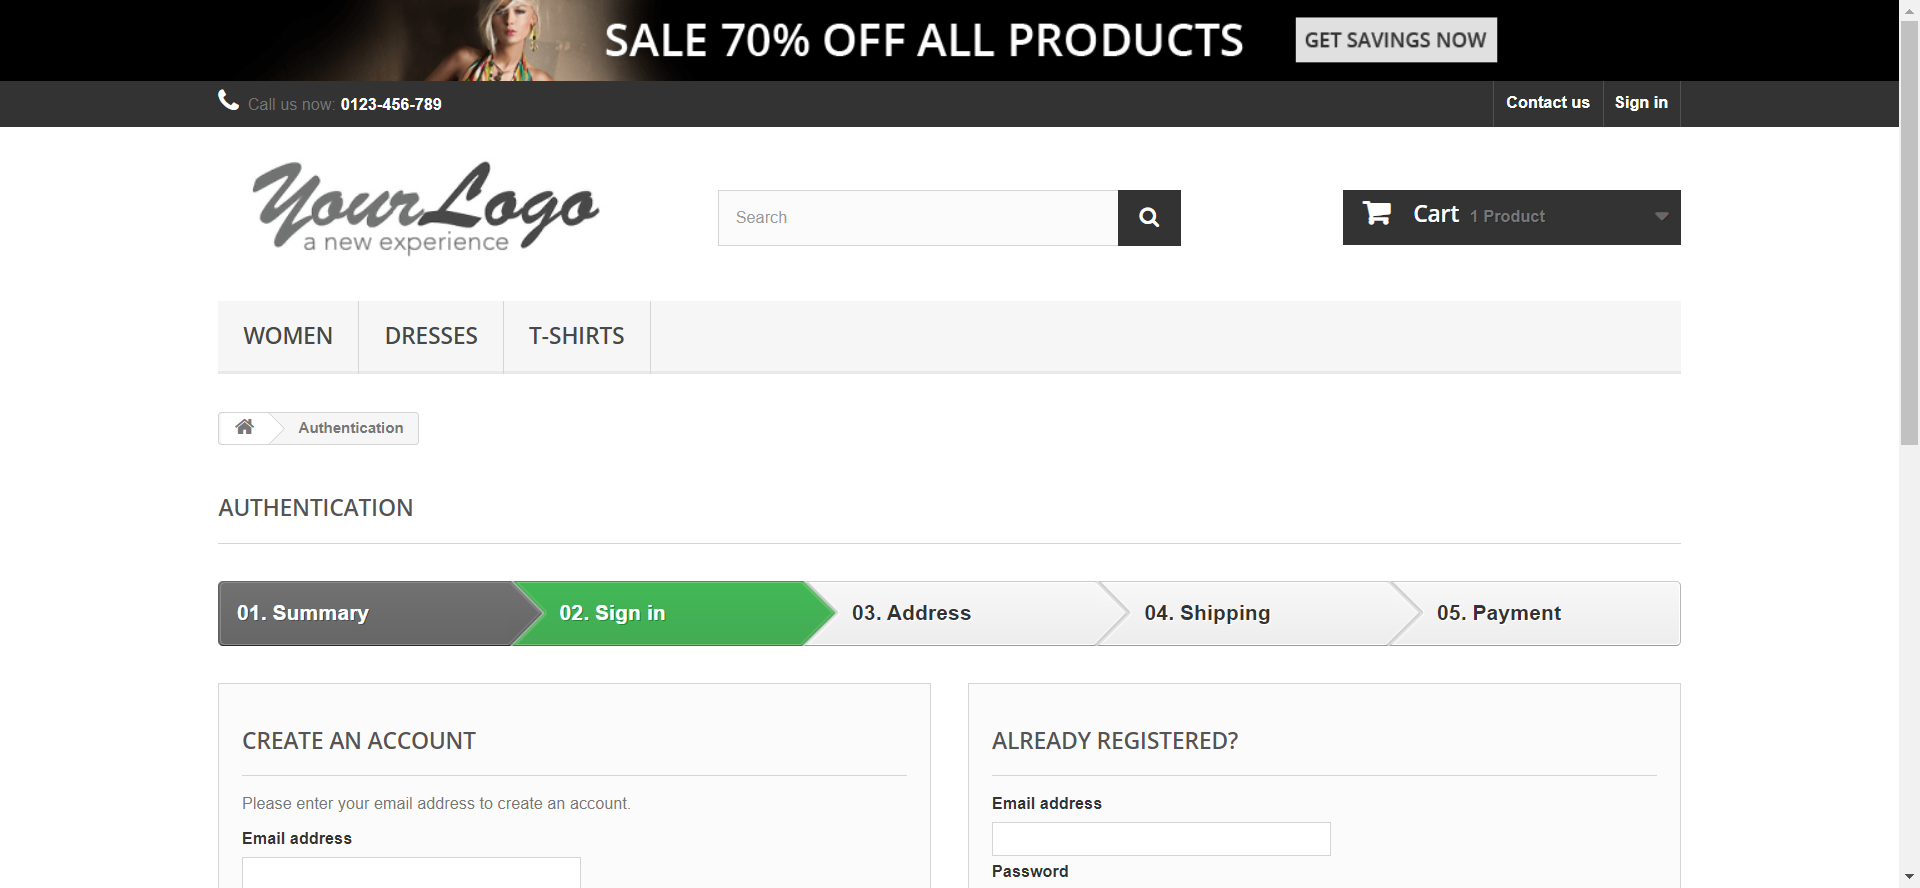 SALE 70% OFF ALL PRODUCTS GET SAVINGS NOW
Call us now: 0123-456-789 Contact us Sign in
YourLogo
a new experience
Search
Cart 1 Product
WOMEN DRESSES T-SHIRTS
Authentication
AUTHENTICATION
01. Summary 02. Sign in 03. Address 04. Shipping 05. Payment
CREATE AN ACCOUNT
Please enter your email address to create an account.
Email address
ALREADY REGISTERED?
Email address
Password